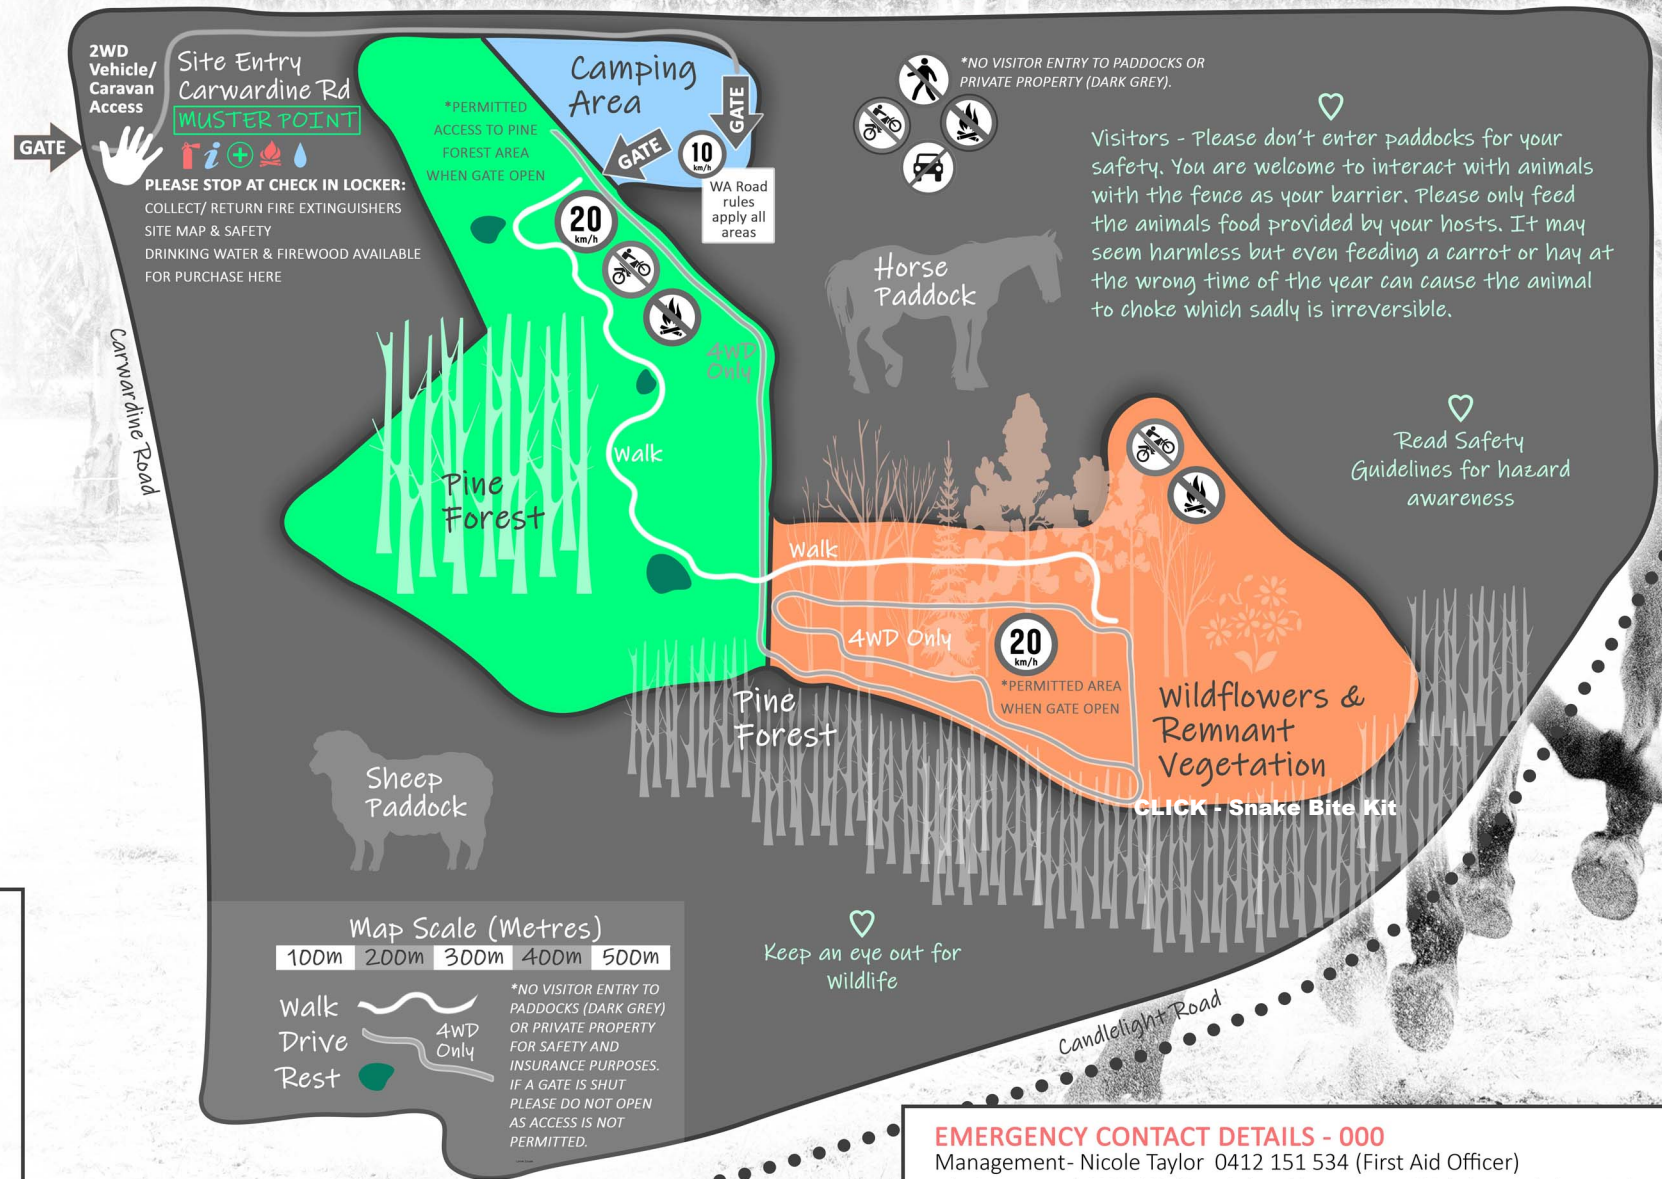 2WD
Vehicle/
Caravan
Access
GATE
Site Entry
Carwardine Rd
MUSTER POINT
PLEASE STOP AT CHECK IN LOCKER:
COLLECT/ RETURN FIRE EXTINGUISHERS
SITE MAP & SAFETY
DRINKING WATER & FIREWOOD AVAILABLE
FOR PURCHASE HERE
Carwardine Road
*PERMITTED
ACCESS TO PINE
FOREST AREA
WHEN GATE OPEN
Camping
Area
GATE
GATE
10
km/h
WA Road
rules
apply all
areas
20
km/h
4WD
Only
*NO VISITOR ENTRY TO PADDOCKS OR
PRIVATE PROPERTY (DARK GREY).
Visitors - Please don't enter paddocks for your
safety. You are welcome to interact with animals
with the fence as your barrier. Please only feed
the animals food provided by your hosts. It may
seem harmless but even feeding a carrot or hay at
the wrong time of the year can cause the animal
to choke which sadly is irreversible.
Horse
Paddock
Read Safety
Guidelines for hazard
awareness
Walk
Pine
Forest
Walk
4WD Only
20
km/h
*PERMITTED AREA
WHEN GATE OPEN
Wildflowers &
Remnant
Vegetation
CLICK - Snake Bite Kit
Pine
Forest
Sheep
Paddock
Keep an eye out for
Wildlife
Map Scale (Metres)
100m 200m 300m 400m 500m
Walk
Drive
4WD
Only
Rest
*NO VISITOR ENTRY TO
PADDOCKS (DARK GREY)
OR PRIVATE PROPERTY
FOR SAFETY AND
INSURANCE PURPOSES.
IF A GATE IS SHUT
PLEASE DO NOT OPEN
AS ACCESS IS NOT
PERMITTED.
Candlelight Road
EMERGENCY CONTACT DETAILS - 000
Management- Nicole Taylor 0412 151 534 (First Aid Officer)